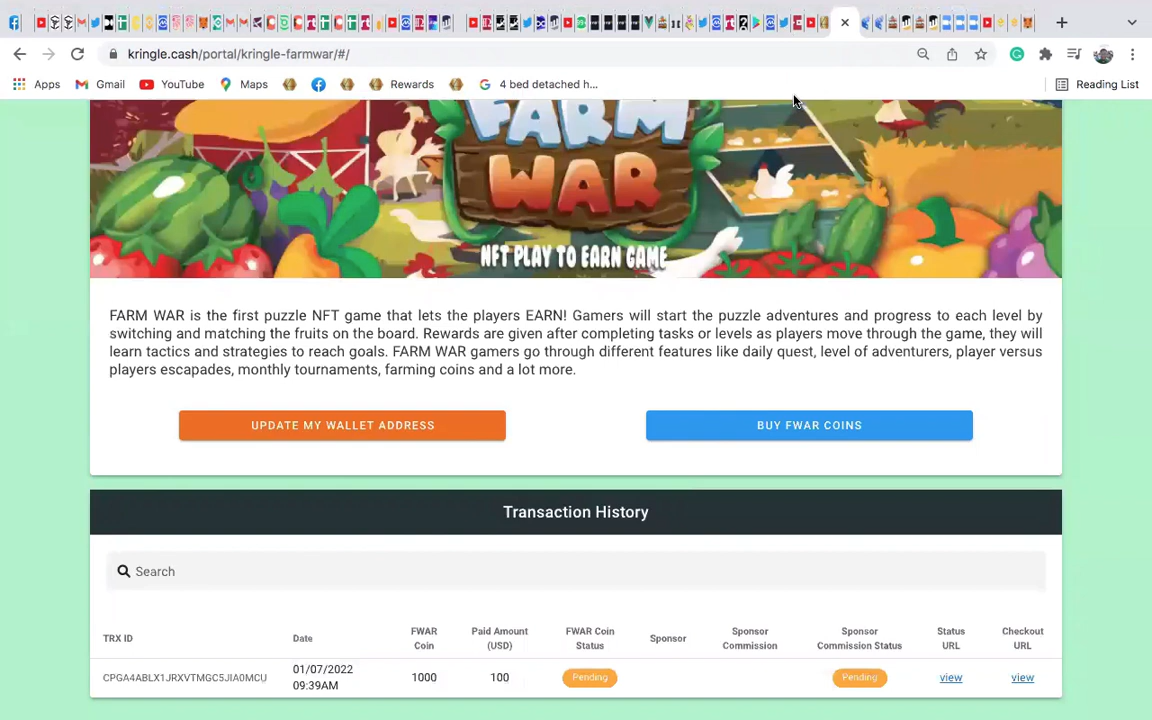 kringle.cash/portal/kringle-farmwar/#/
Apps Gmail YouTube Maps Rewards 4 bed detached h... Reading List
FARM
WAR
NFT PLAY TO EARN GAME
FARM WAR is the first puzzle NFT game that lets the players EARN! Gamers will start the puzzle adventures and progress to each level by
switching and matching the fruits on the board. Rewards are given after completing tasks or levels as players move through the game, they will
learn tactics and strategies to reach goals. FARM WAR gamers go through different features like daily quest, level of adventurers, player versus
players escapades, monthly tournaments, farming coins and a lot more.
UPDATE MY WALLET ADDRESS BUY FWAR COINS
Transaction History
Search
TRX ID Date FWAR Coin Paid Amount (USD) FWAR Coin Status Sponsor Sponsor Commission Sponsor Commission Status Status URL Checkout URL
CPGA4ABLX1JRXVTMGC5JIA0MCU 01/07/2022 09:39AM 1000 100 Pending Pending view view